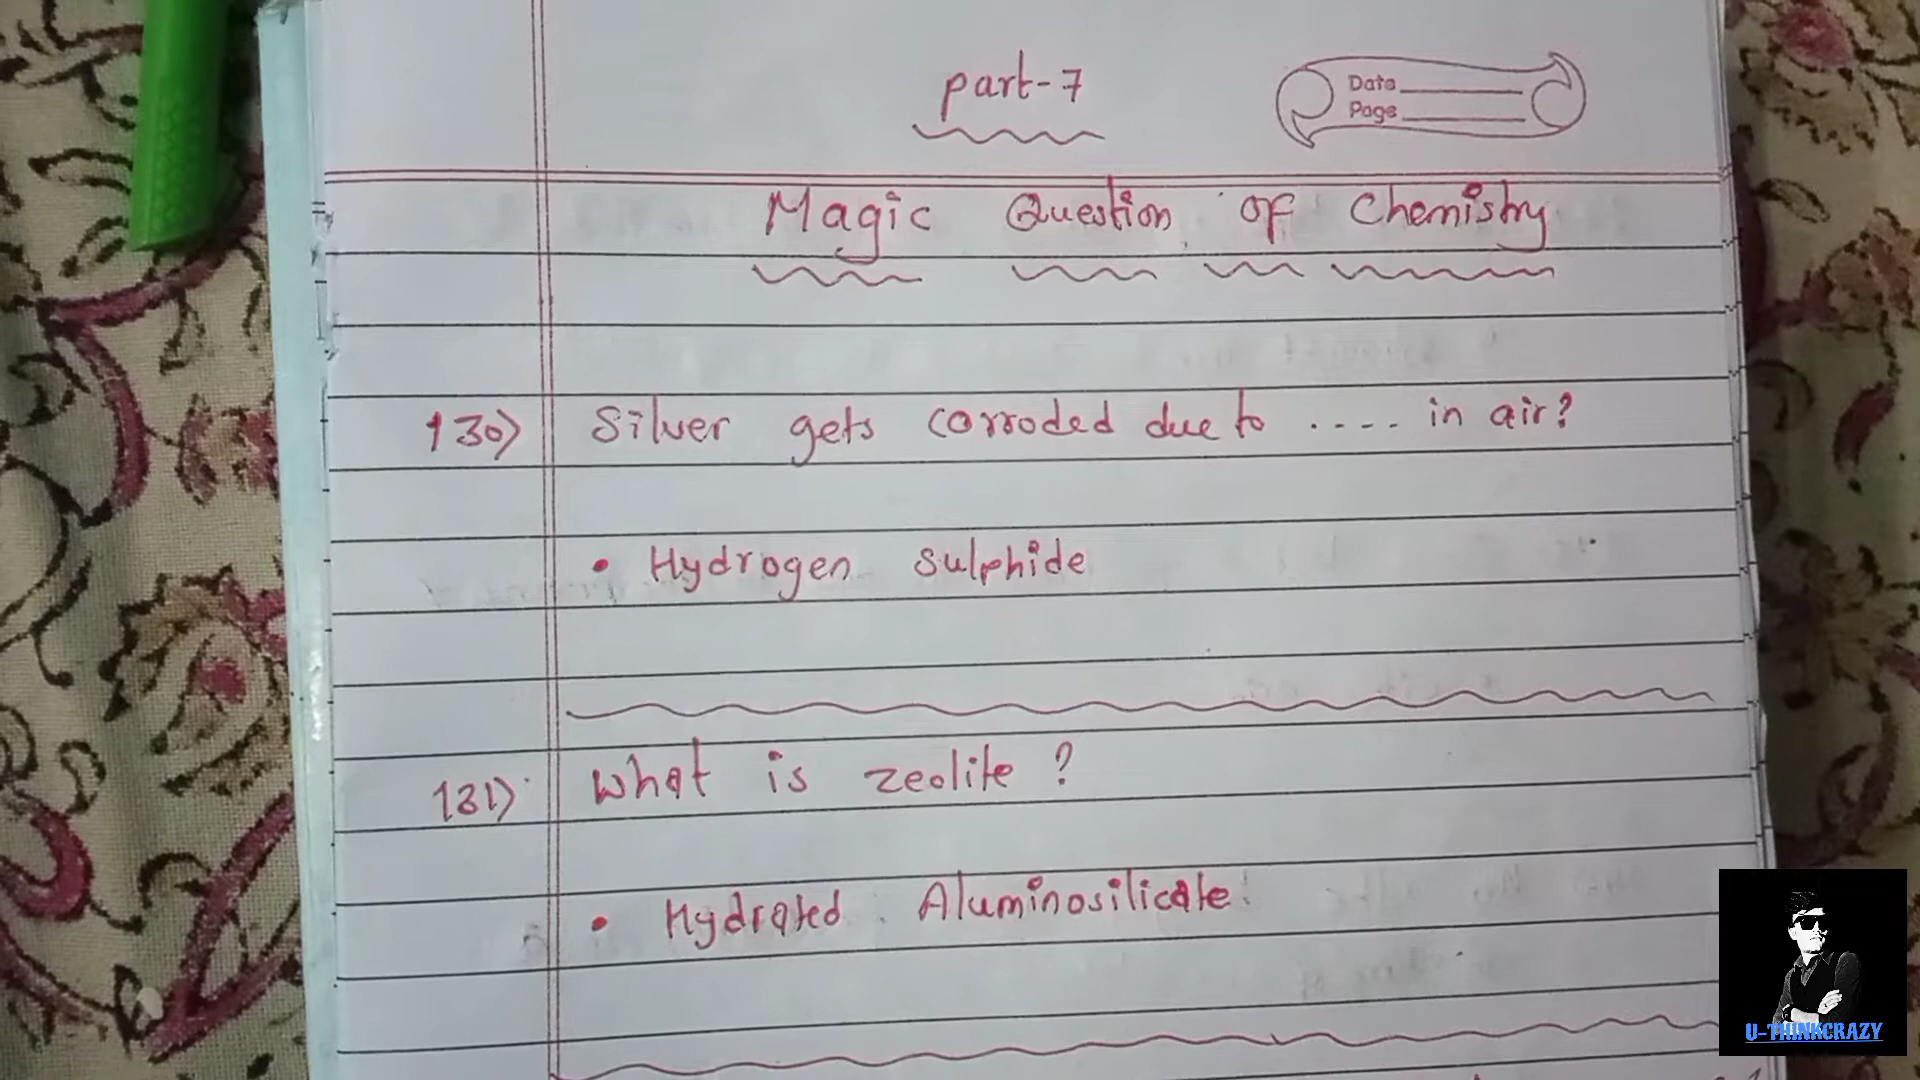 part-7
Date
Page
Magic Question of Chemistry
130) Silver gets corroded due to .... in air?
• Hydrogen sulphide
131) What is zeolite ?
• Hydrated Aluminosilicate
U-THINKCRAZY